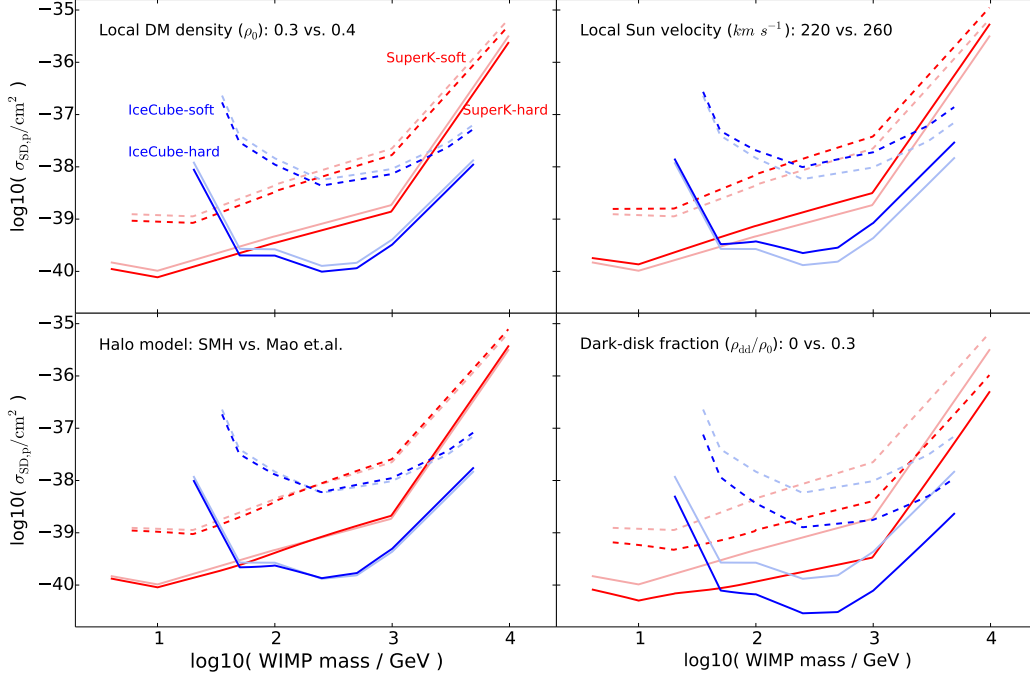 Local DM density (ρ₀): 0.3 vs. 0.4
SuperK-soft
IceCube-soft
SuperK-hard
IceCube-hard
−35
−36
−37
−38
−39
−40
log10( σ_SD,p/cm² )
Local Sun velocity (km s⁻¹): 220 vs. 260
Halo model: SMH vs. Mao et.al.
−35
−36
−37
−38
−39
−40
log10( σ_SD,p/cm² )
1 2 3 4
log10( WIMP mass / GeV )
Dark-disk fraction (ρ_dd/ρ₀): 0 vs. 0.3
1 2 3 4
log10( WIMP mass / GeV )